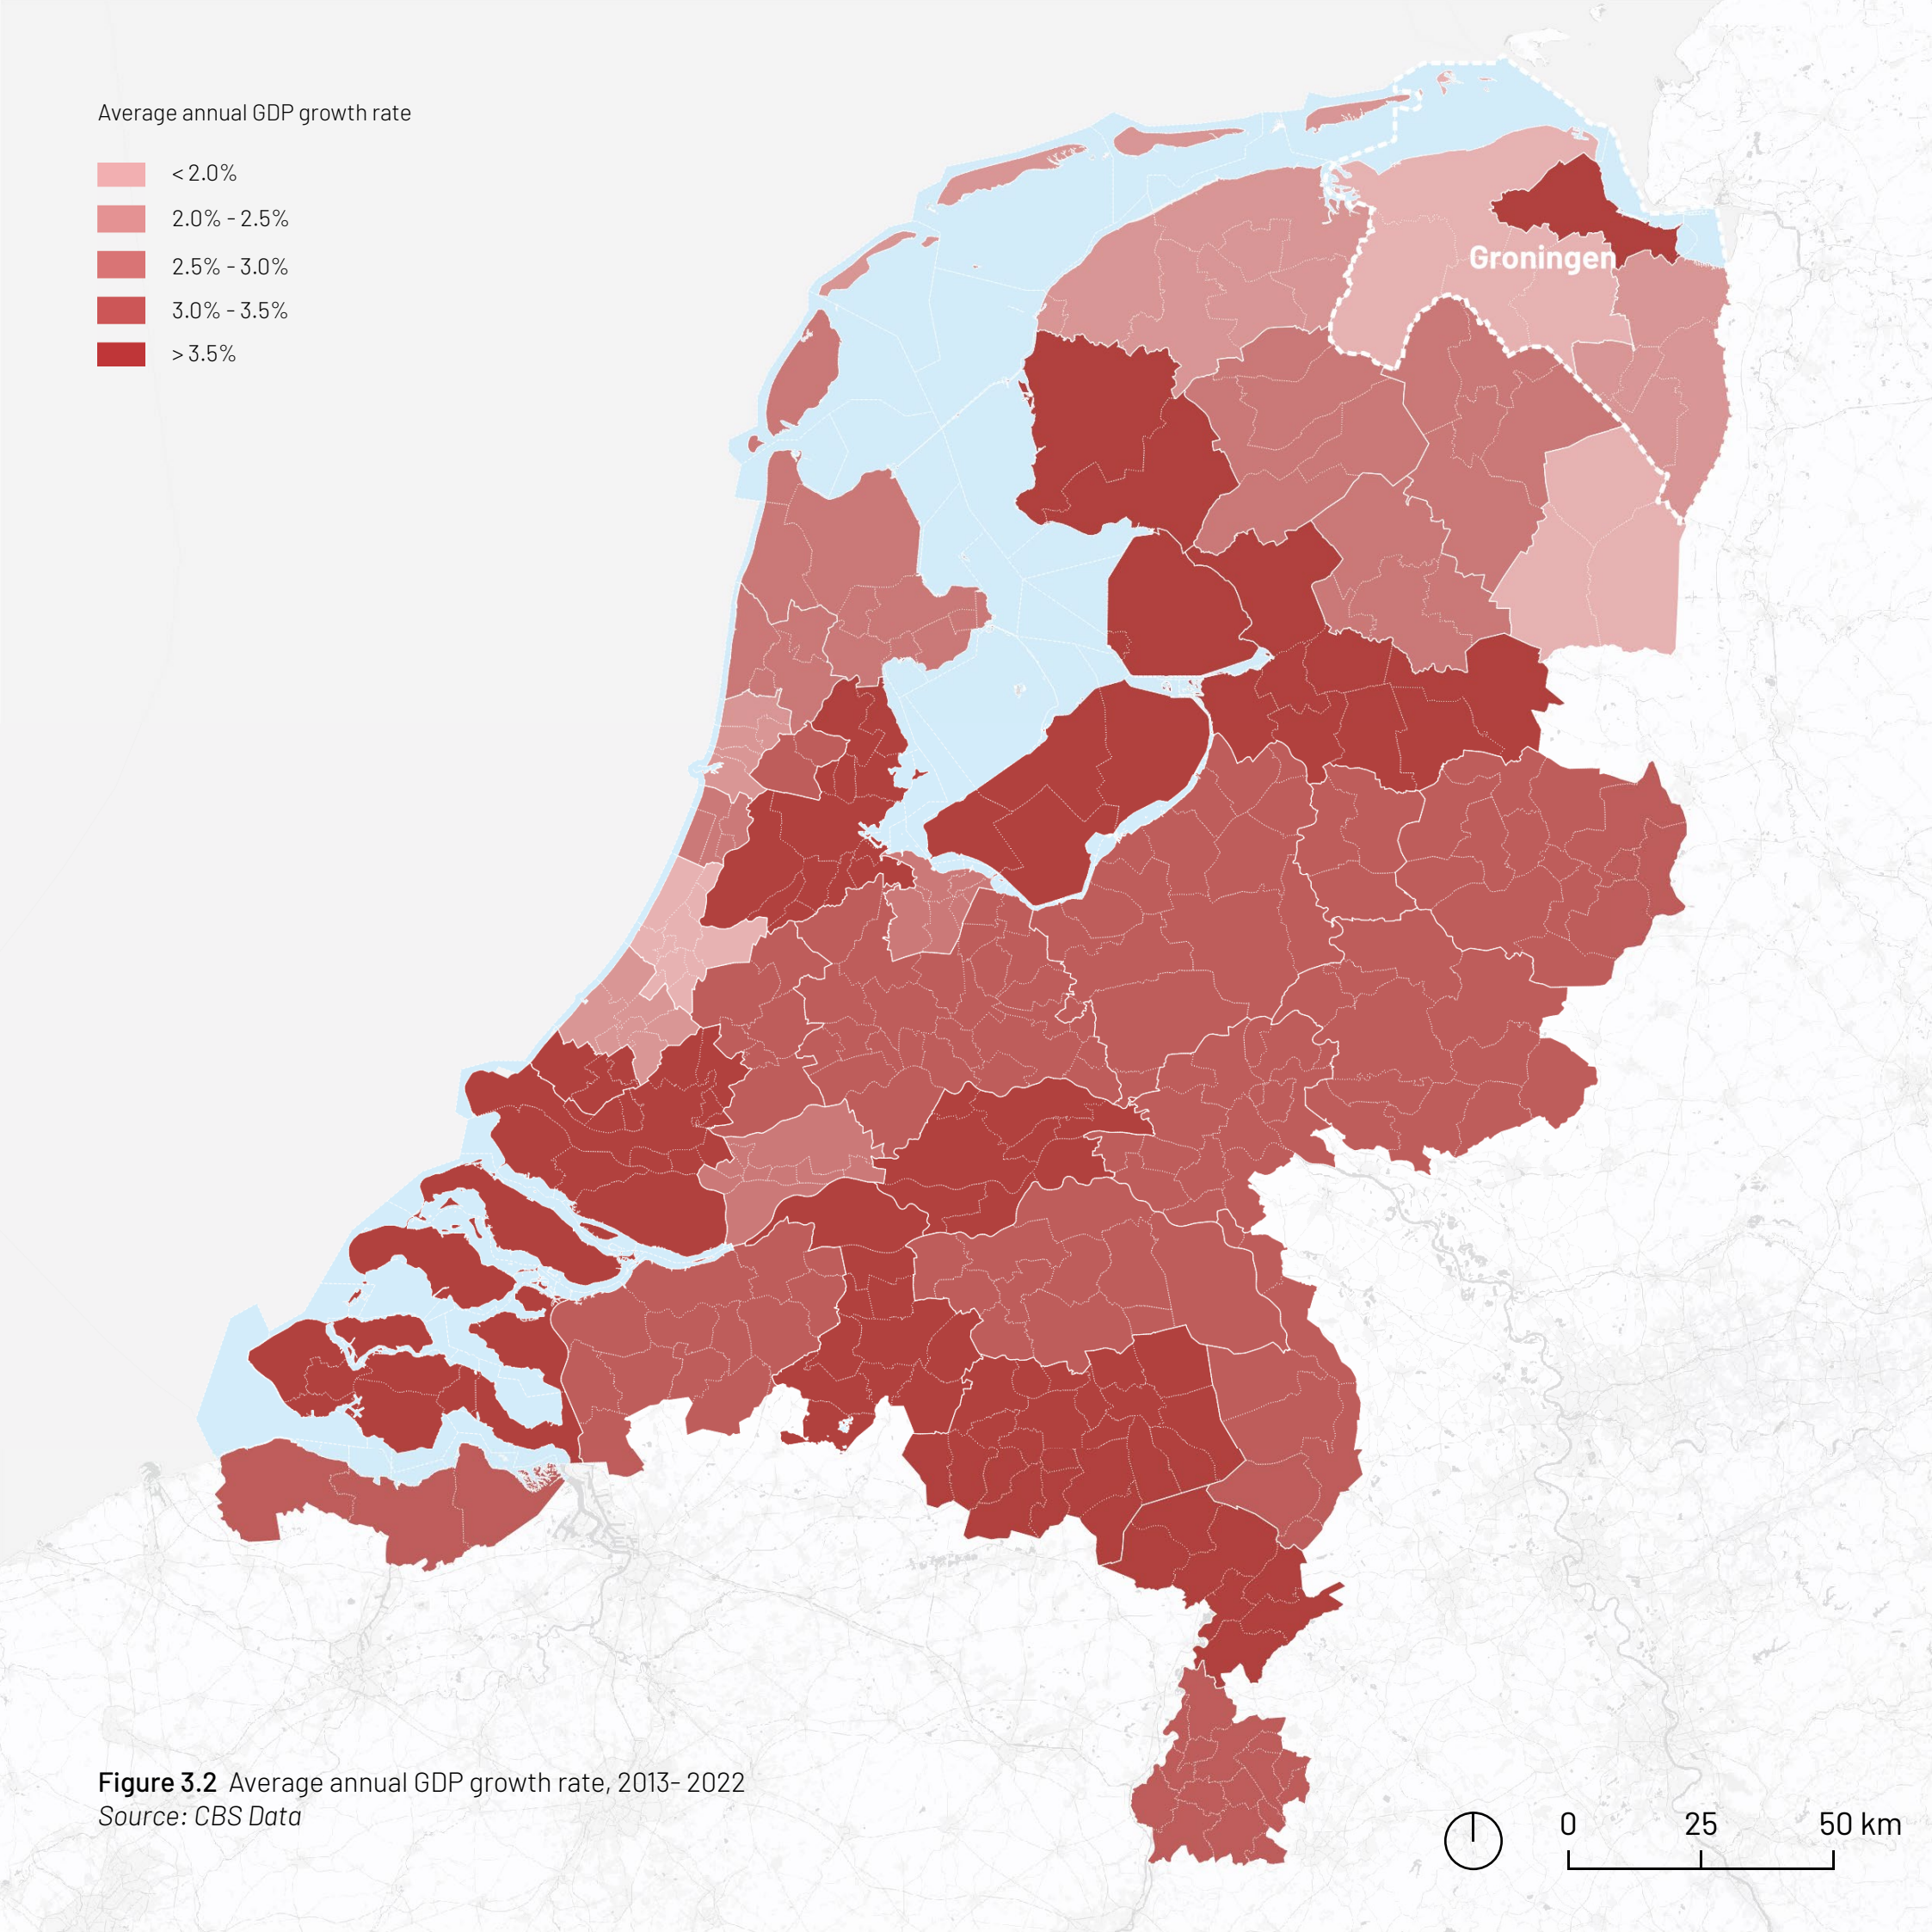 Average annual GDP growth rate
< 2.0%
2.0% - 2.5%
2.5% - 3.0%
3.0% - 3.5%
> 3.5%
Groningen
Figure 3.2 Average annual GDP growth rate, 2013- 2022
Source: CBS Data
0 25 50 km